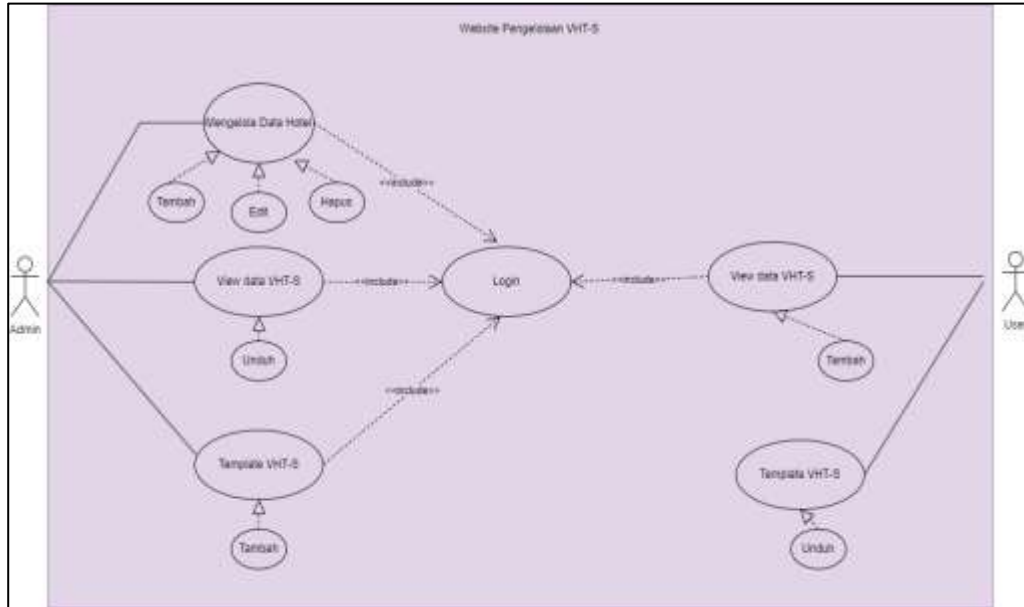 Website Pengelolaan VHT-S
Mengelola Data Hotel
<<include>>
Tambah
Edit
Hapus
View data VHT-S
<<include>>
Login
<<include>>
View data VHT-S
Admin
User
Unduh
Tambah
<<include>>
Template VHT-S
Template VHT-S
Tambah
Unduh